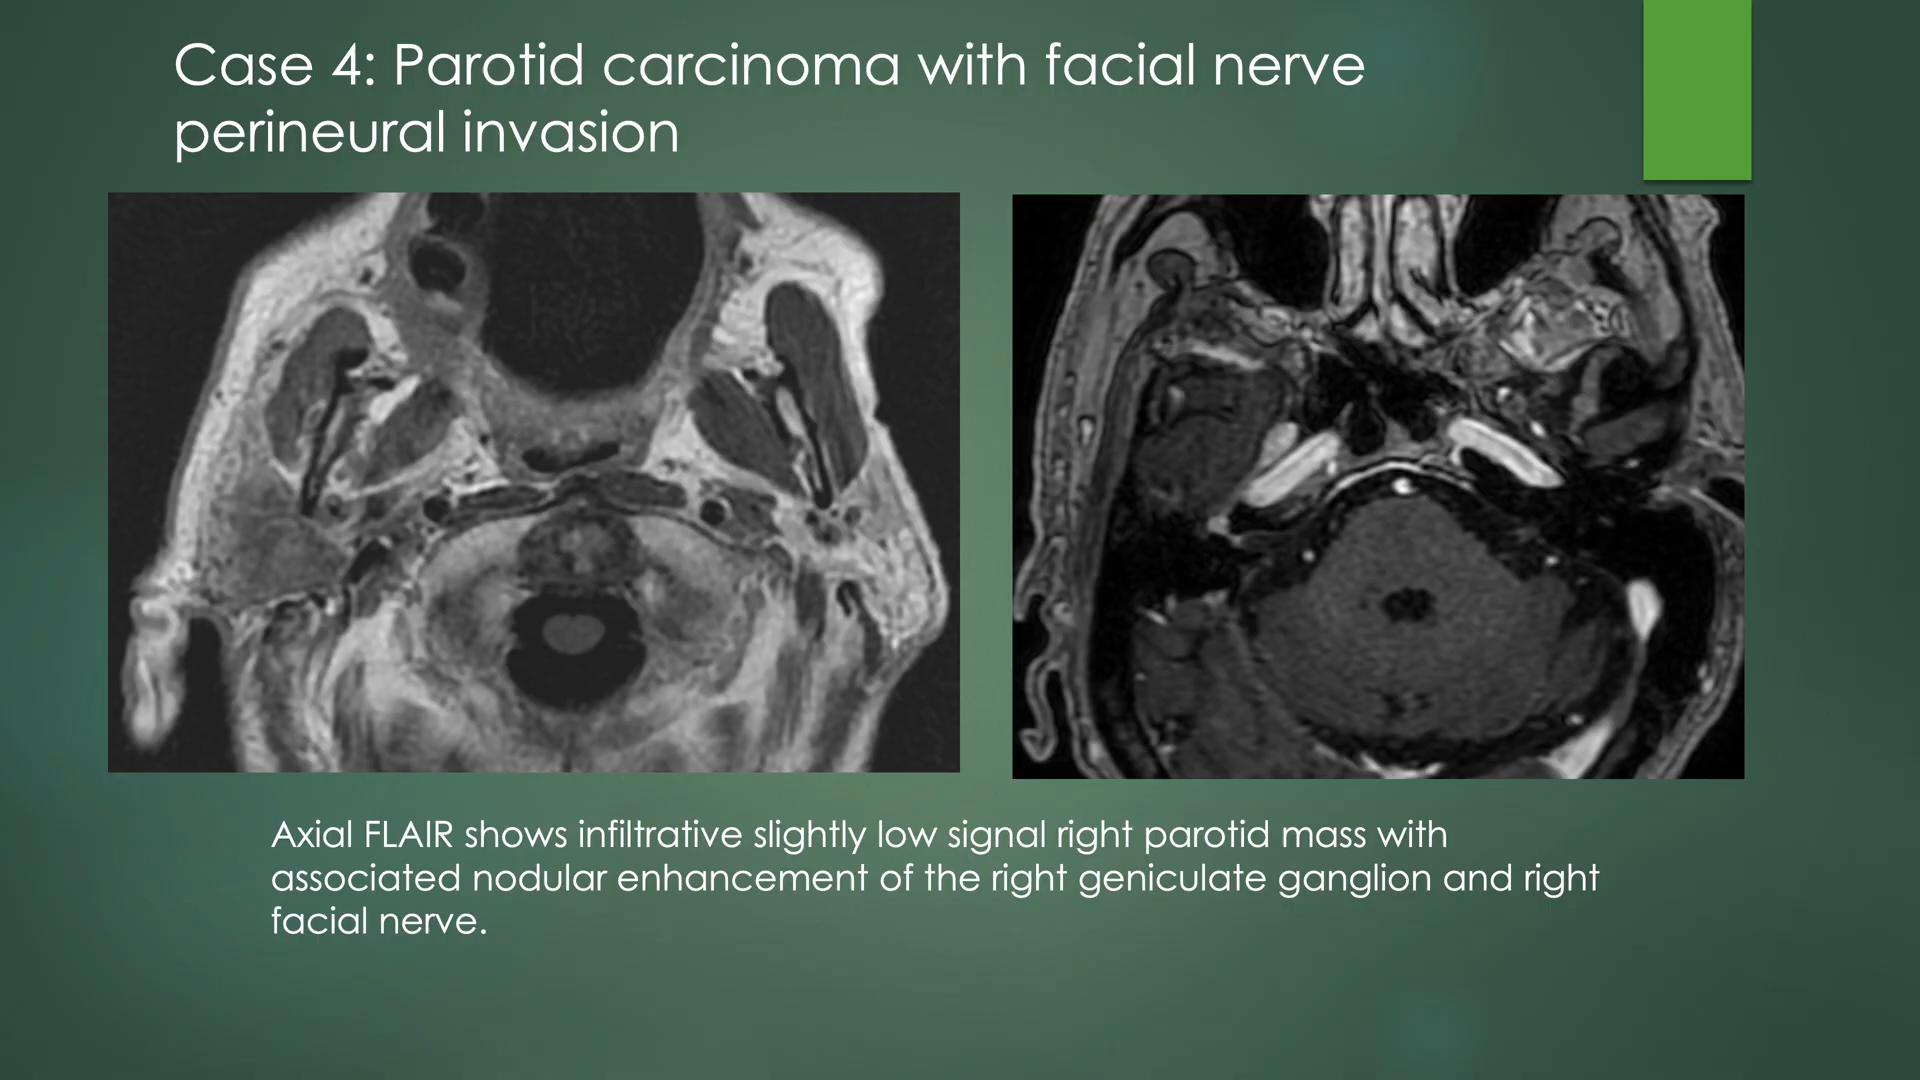 Case 4: Parotid carcinoma with facial nerve
perineural invasion
Axial FLAIR shows infiltrative slightly low signal right parotid mass with
associated nodular enhancement of the right geniculate ganglion and right
facial nerve.